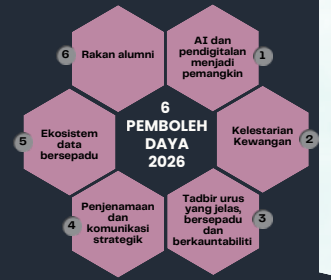 6
PEMBOLEH
DAYA
2026
1
AI dan
pendigitalan
menjadi
pemangkin
2
Kelestarian
Kewangan
3
Tadbir urus
yang jelas,
bersepadu
dan
berkauntabiliti
4
Penjenamaan
dan
komunikasi
strategik
5
Ekosistem
data
bersepadu
6
Rakan alumni